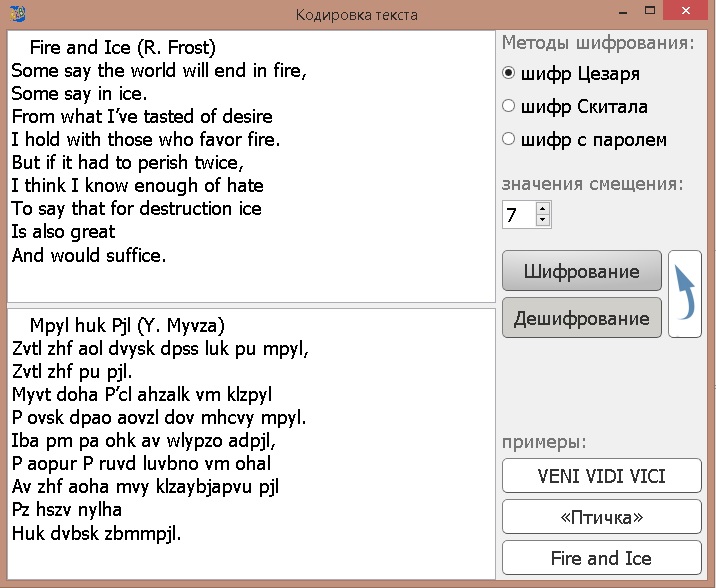 Кодировка текста
Fire and Ice (R. Frost)
Some say the world will end in fire,
Some say in ice.
From what I’ve tasted of desire
I hold with those who favor fire.
But if it had to perish twice,
I think I know enough of hate
To say that for destruction ice
Is also great
And would suffice.
Mpyl huk Pjl (Y. Myvza)
Zvtl zhf aol dvysk dpss luk pu mpyl,
Zvtl zhf pu pjl.
Myvt doha P’cl ahzalk vm klzpyl
P ovsk dpao aovzl dov mhcvy mpyl.
Iba pm pa ohk av wlypzo adpjl,
P aopur P ruvd luvbno vm ohal
Av zhf aoha mvy klzaybjapvu pjl
Pz hszv nylha
Huk dvbsk zbmmpjl.
Методы шифрования:
шифр Цезаря
шифр Скитала
шифр с паролем
значения смещения:
7
Шифрование
Дешифрование
примеры:
VENI VIDI VICI
«Птичка»
Fire and Ice